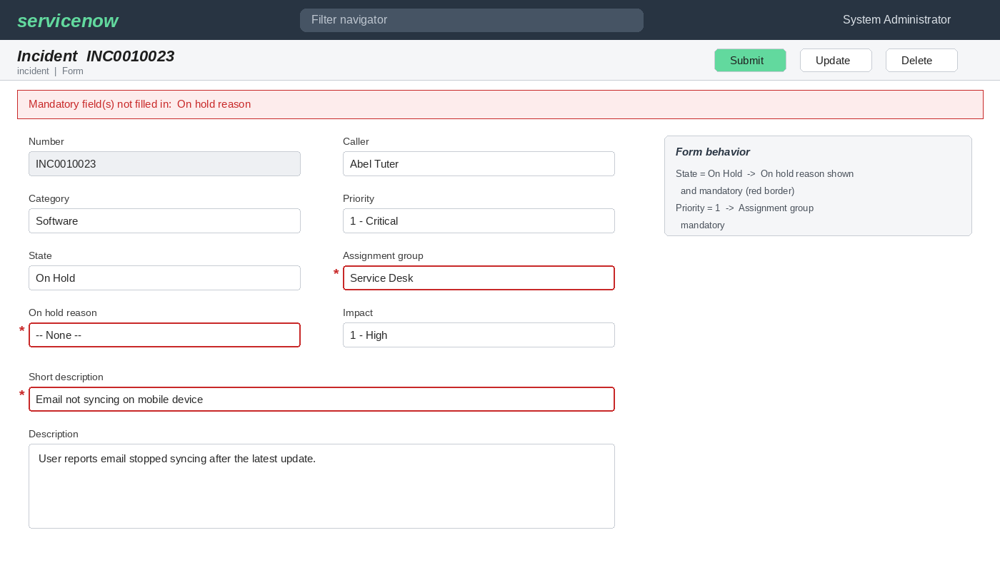 servicenow
Filter navigator
System Administrator
Incident  INC0010023
incident  |  Form
Submit
Update
Delete
Mandatory field(s) not filled in:  On hold reason
Number
INC0010023
Caller
Abel Tuter
Category
Software
Priority
1 - Critical
State
On Hold
Assignment group
* Service Desk
On hold reason
* -- None --
Impact
1 - High
Short description
* Email not syncing on mobile device
Description
User reports email stopped syncing after the latest update.
Form behavior
State = On Hold  ->  On hold reason shown
and mandatory (red border)
Priority = 1  ->  Assignment group
mandatory